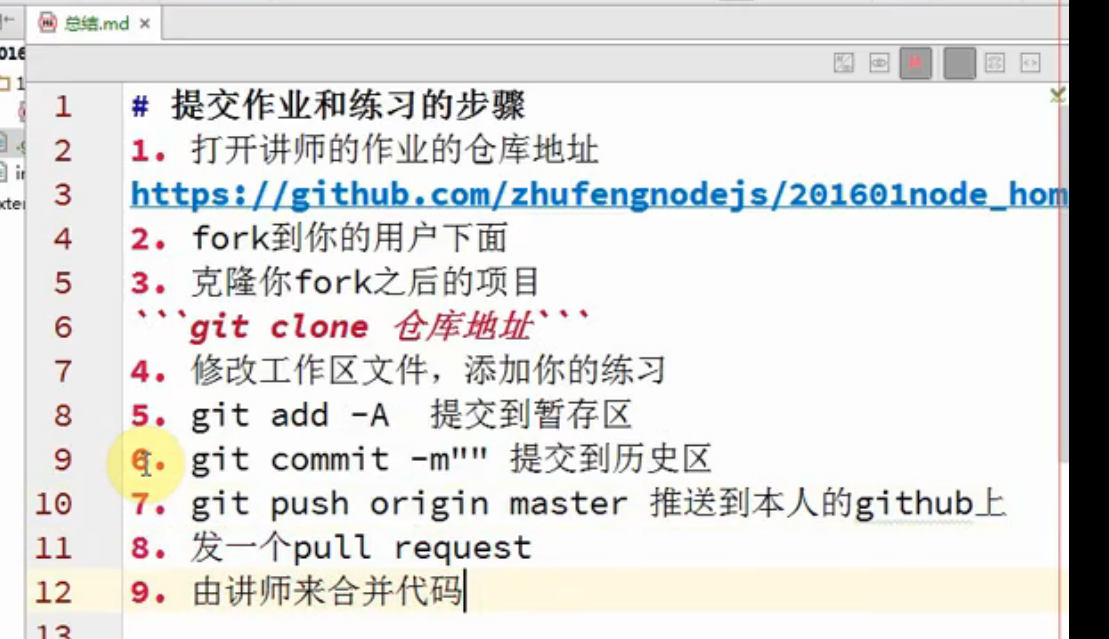 总结.md ×
1 # 提交作业和练习的步骤
2 1. 打开讲师的作业的仓库地址
3 https://github.com/zhufengnodejs/201601node_hom
4 2. fork到你的用户下面
5 3. 克隆你fork之后的项目
6 ```git clone 仓库地址```
7 4. 修改工作区文件，添加你的练习
8 5. git add -A  提交到暂存区
9 6. git commit -m"" 提交到历史区
10 7. git push origin master 推送到本人的github上
11 8. 发一个pull request
12 9. 由讲师来合并代码
13